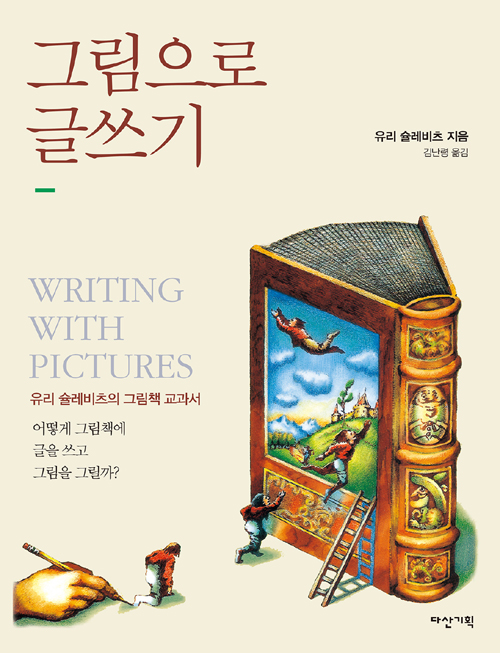 그림으로
글쓰기
유리 슐레비츠 지음
김난령 옮김
WRITING
WITH
PICTURES
유리 슐레비츠의 그림책 교과서
어떻게 그림책에
글을 쓰고
그림을 그릴까?
다산기획